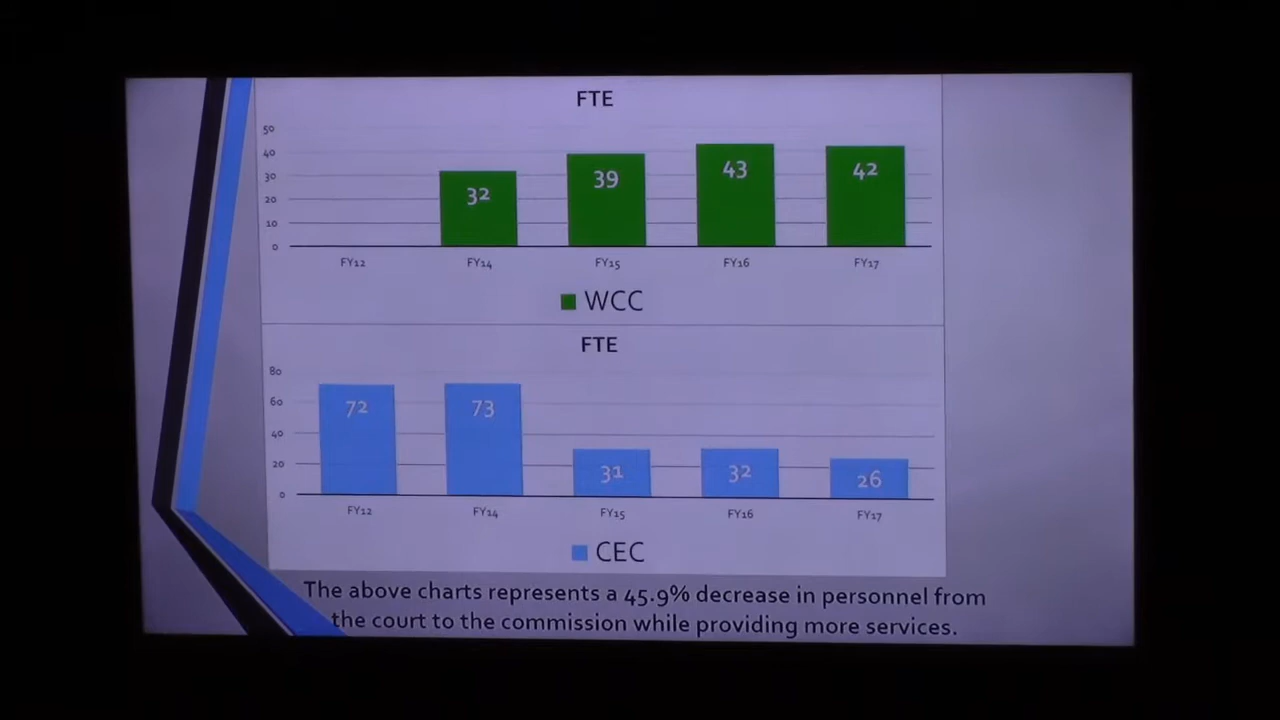 FTE
50
40
30
20
10
0
32
39
43
42
FY12 FY14 FY15 FY16 FY17
WCC
FTE
80
60
40
20
0
72
73
31
32
26
FY12 FY14 FY15 FY16 FY17
CEC
The above charts represents a 45.9% decrease in personnel from
the court to the commission while providing more services.